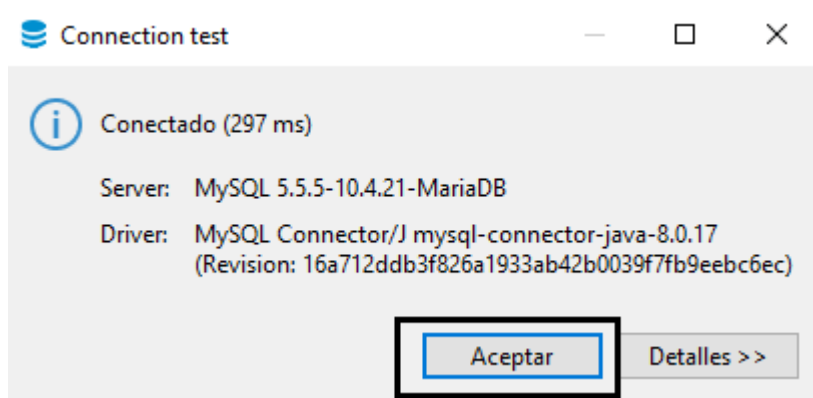 Connection test
Conectado (297 ms)
Server: MySQL 5.5.5-10.4.21-MariaDB
Driver: MySQL Connector/J mysql-connector-java-8.0.17
(Revision: 16a712ddb3f826a1933ab42b0039f7fb9eebc6ec)
Aceptar Detalles >>